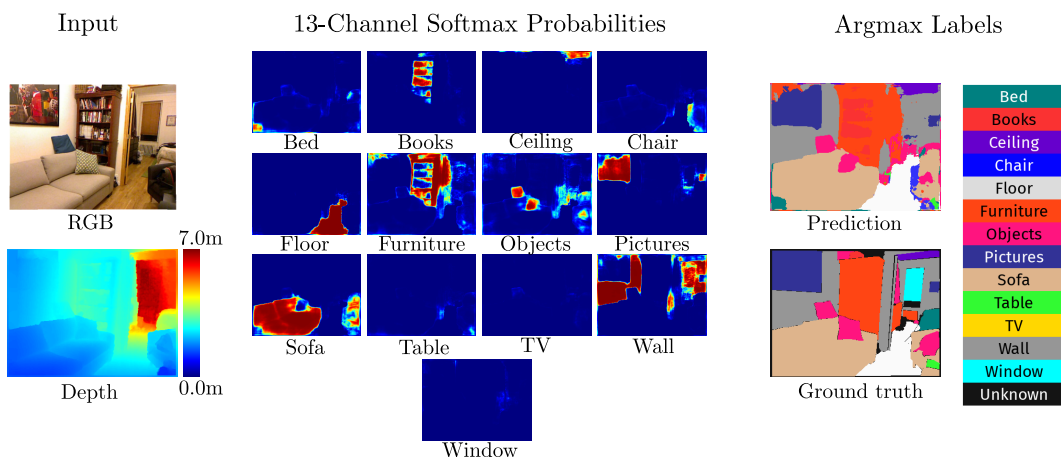 Input
13-Channel Softmax Probabilities
Argmax Labels
RGB
7.0m
0.0m
Depth
Bed
Books
Ceiling
Chair
Floor
Furniture
Objects
Pictures
Sofa
Table
TV
Wall
Window
Prediction
Ground truth
Bed
Books
Ceiling
Chair
Floor
Furniture
Objects
Pictures
Sofa
Table
TV
Wall
Window
Unknown